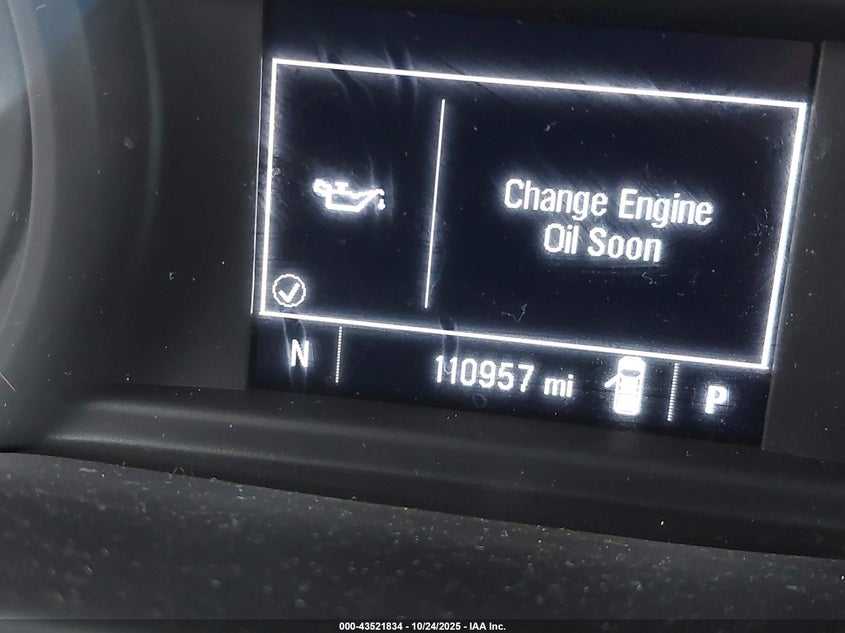 Change Engine
Oil Soon
N 110957 mi P
000-43521834 - 10/24/2025 - IAA Inc.